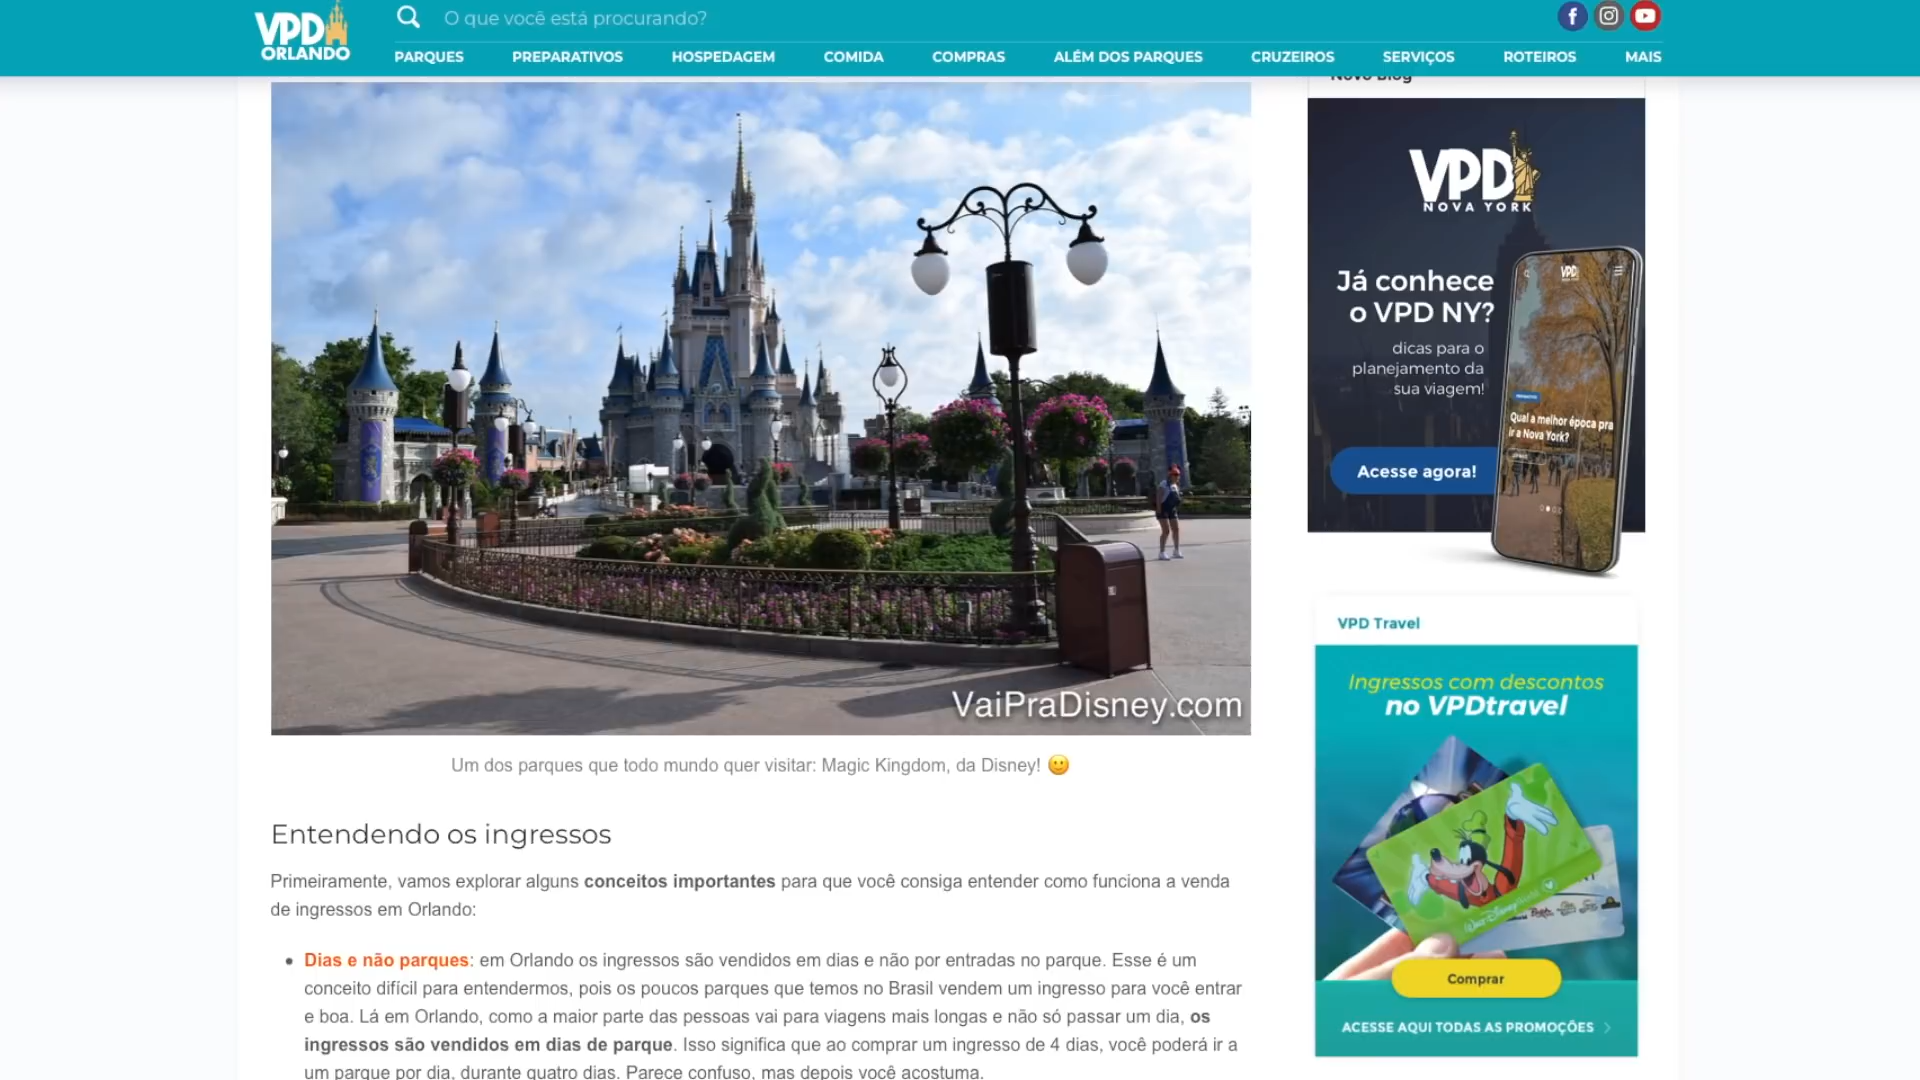 VPD
ORLANDO
O que você está procurando?
PARQUES PREPARATIVOS HOSPEDAGEM COMIDA COMPRAS ALÉM DOS PARQUES CRUZEIROS SERVIÇOS ROTEIROS MAIS
VaiPraDisney.com
Um dos parques que todo mundo quer visitar: Magic Kingdom, da Disney! 🙂
Entendendo os ingressos
Primeiramente, vamos explorar alguns conceitos importantes para que você consiga entender como funciona a venda
de ingressos em Orlando:
Dias e não parques: em Orlando os ingressos são vendidos em dias e não por entradas no parque. Esse é um
conceito difícil para entendermos, pois os poucos parques que temos no Brasil vendem um ingresso para você entrar
e boa. Lá em Orlando, como a maior parte das pessoas vai para viagens mais longas e não só passar um dia, os
ingressos são vendidos em dias de parque. Isso significa que ao comprar um ingresso de 4 dias, você poderá ir a
um parque por dia, durante quatro dias. Parece confuso, mas depois você acostuma.
Novo Blog
VPD
NOVA YORK
Já conhece
o VPD NY?
dicas para o
planejamento da
sua viagem!
Acesse agora!
VPD
Qual a melhor época pra
ir a Nova York?
VPD Travel
Ingressos com descontos
no VPDtravel
Walt Disney World
Comprar
ACESSE AQUI TODAS AS PROMOÇÕES